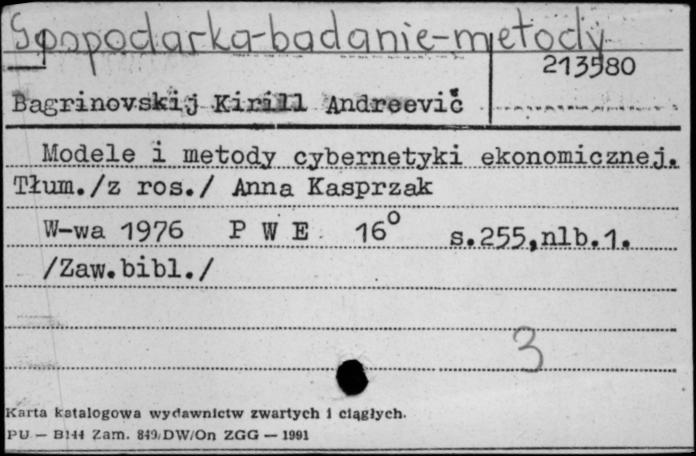 Gospodarka-badanie-metody
213580
Bagrinovskij Kirill Andreevič
Modele i metody cybernetyki ekonomicznej.
Tłum./z ros./ Anna Kasprzak
W-wa 1976 P W E 16° s.255,nlb.1.
/Zaw.bibl./
3
Karta katalogowa wydawnictw zwartych i ciągłych.
PU — B144 Zam. 849/DW/On ZGG — 1991